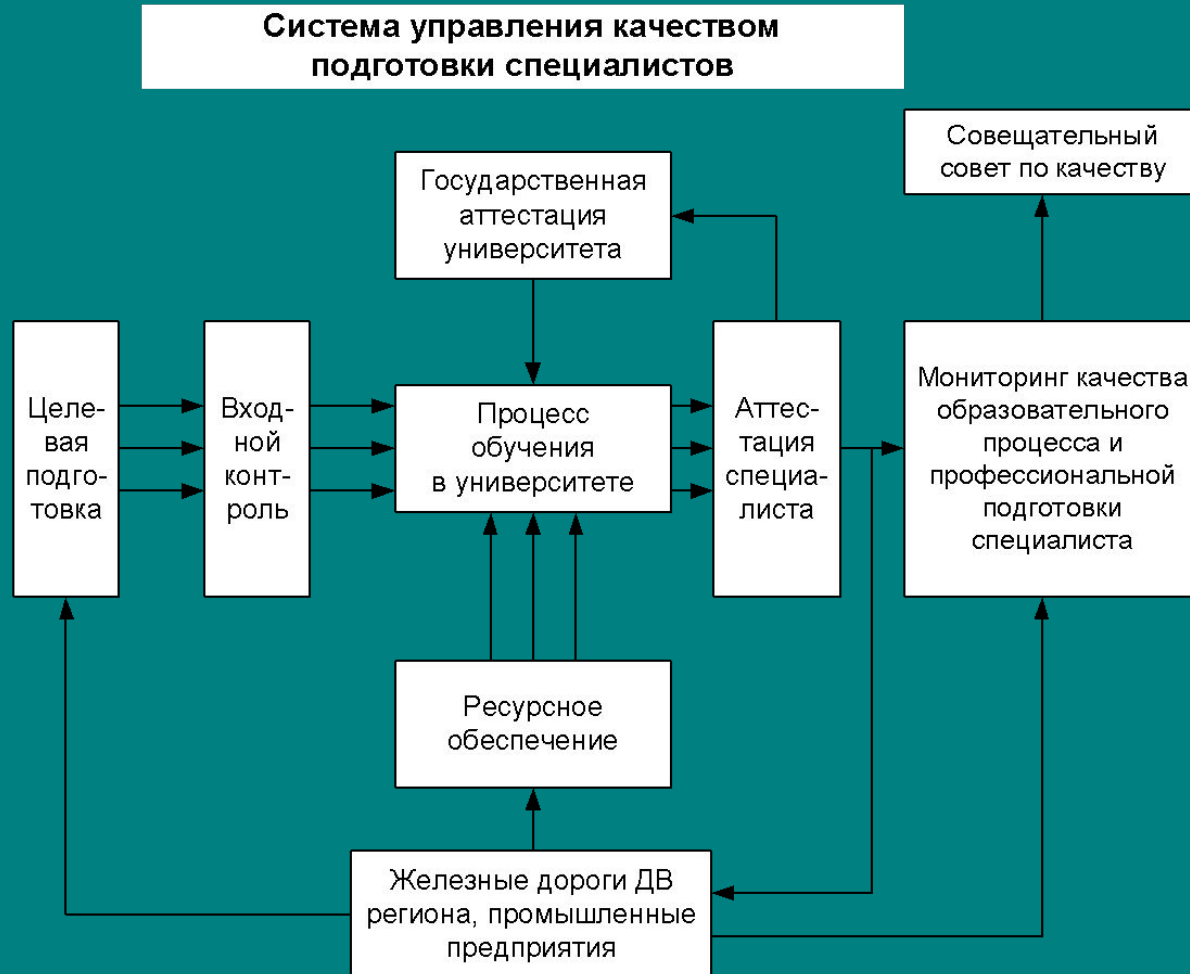 Система управления качеством
подготовки специалистов
Совещательный
совет по качеству
Государственная
аттестация
университета
Целе-
вая
подго-
товка
Вход-
ной
конт-
роль
Процесс
обучения
в университете
Аттес-
тация
специа-
листа
Мониторинг качества
образовательного
процесса и
профессиональной
подготовки
специалиста
Ресурсное
обеспечение
Железные дороги ДВ
региона, промышленные
предприятия